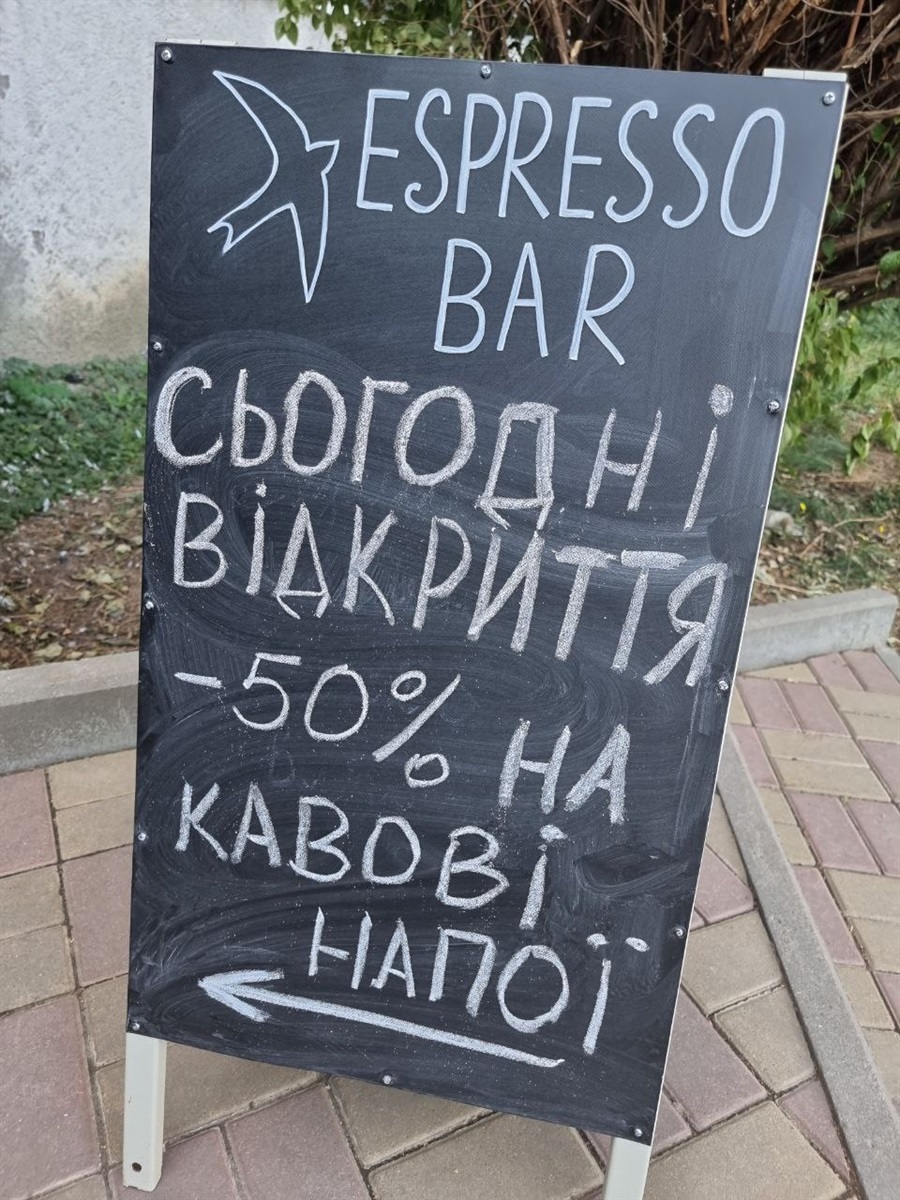 ESPRESSO
BAR
СЬОГОДНІ
ВІДКРИТТЯ
-50% НА
КАВОВІ
НАПОЇ